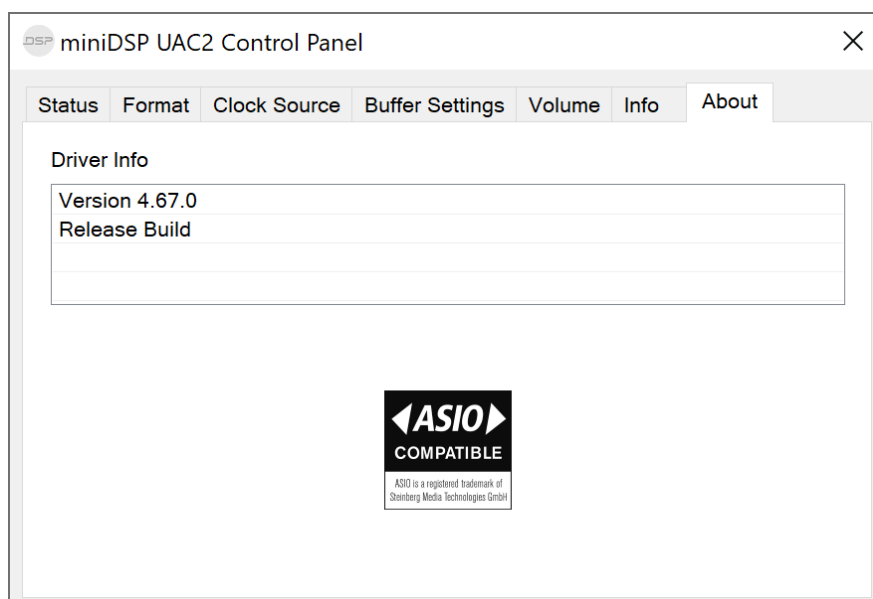 .DSP miniDSP UAC2 Control Panel
Status Format Clock Source Buffer Settings Volume Info About
Driver Info
Version 4.67.0
Release Build
ASIO
COMPATIBLE
ASIO is a registered trademark of
Steinberg Media Technologies GmbH